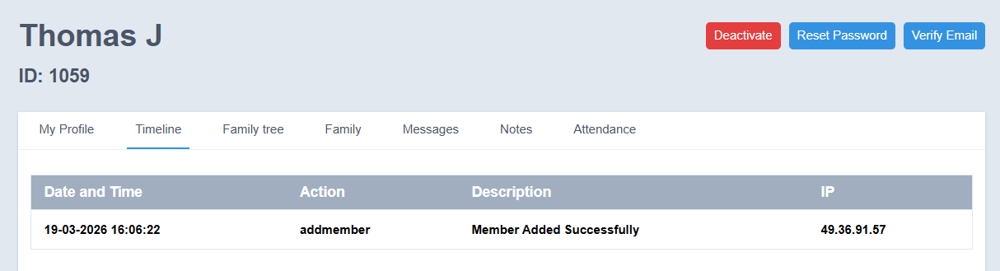 Thomas J
Deactivate Reset Password Verify Email
ID: 1059
My Profile Timeline Family tree Family Messages Notes Attendance
Date and Time Action Description IP
19-03-2026 16:06:22 addmember Member Added Successfully 49.36.91.57